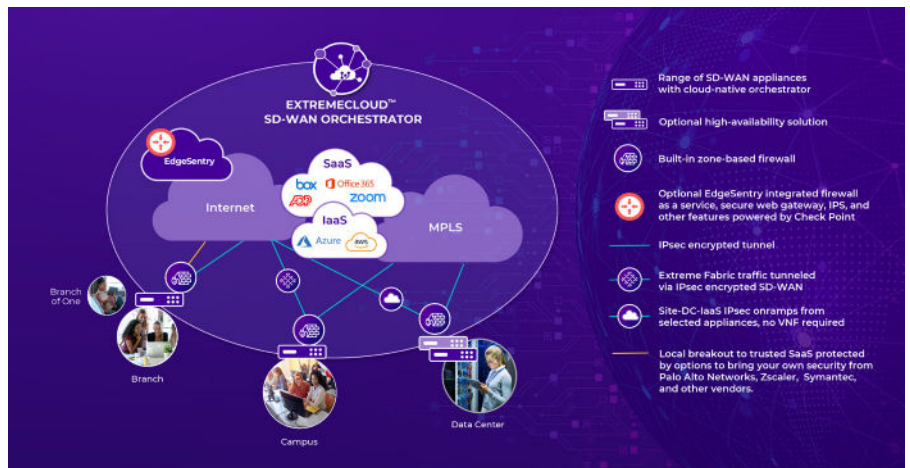 EXTREMECLOUD™
SD-WAN ORCHESTRATOR
EdgeSentry
Internet
SaaS
box
Office 365
ADP
zoom
IaaS
Azure
aws
MPLS
Branch
of One
Branch
Campus
Data Center
Range of SD-WAN appliances
with cloud-native orchestrator
Optional high-availability solution
Built-in zone-based firewall
Optional EdgeSentry integrated firewall
as a service, secure web gateway, IPS, and
other features powered by Check Point
IPsec encrypted tunnel
Extreme Fabric traffic tunneled
via IPsec encrypted SD-WAN
Site-DC-IaaS IPsec onramps from
selected appliances, no VNF required
Local breakout to trusted SaaS protected
by options to bring your own security from
Palo Alto Networks, Zscaler, Symantec,
and other vendors.